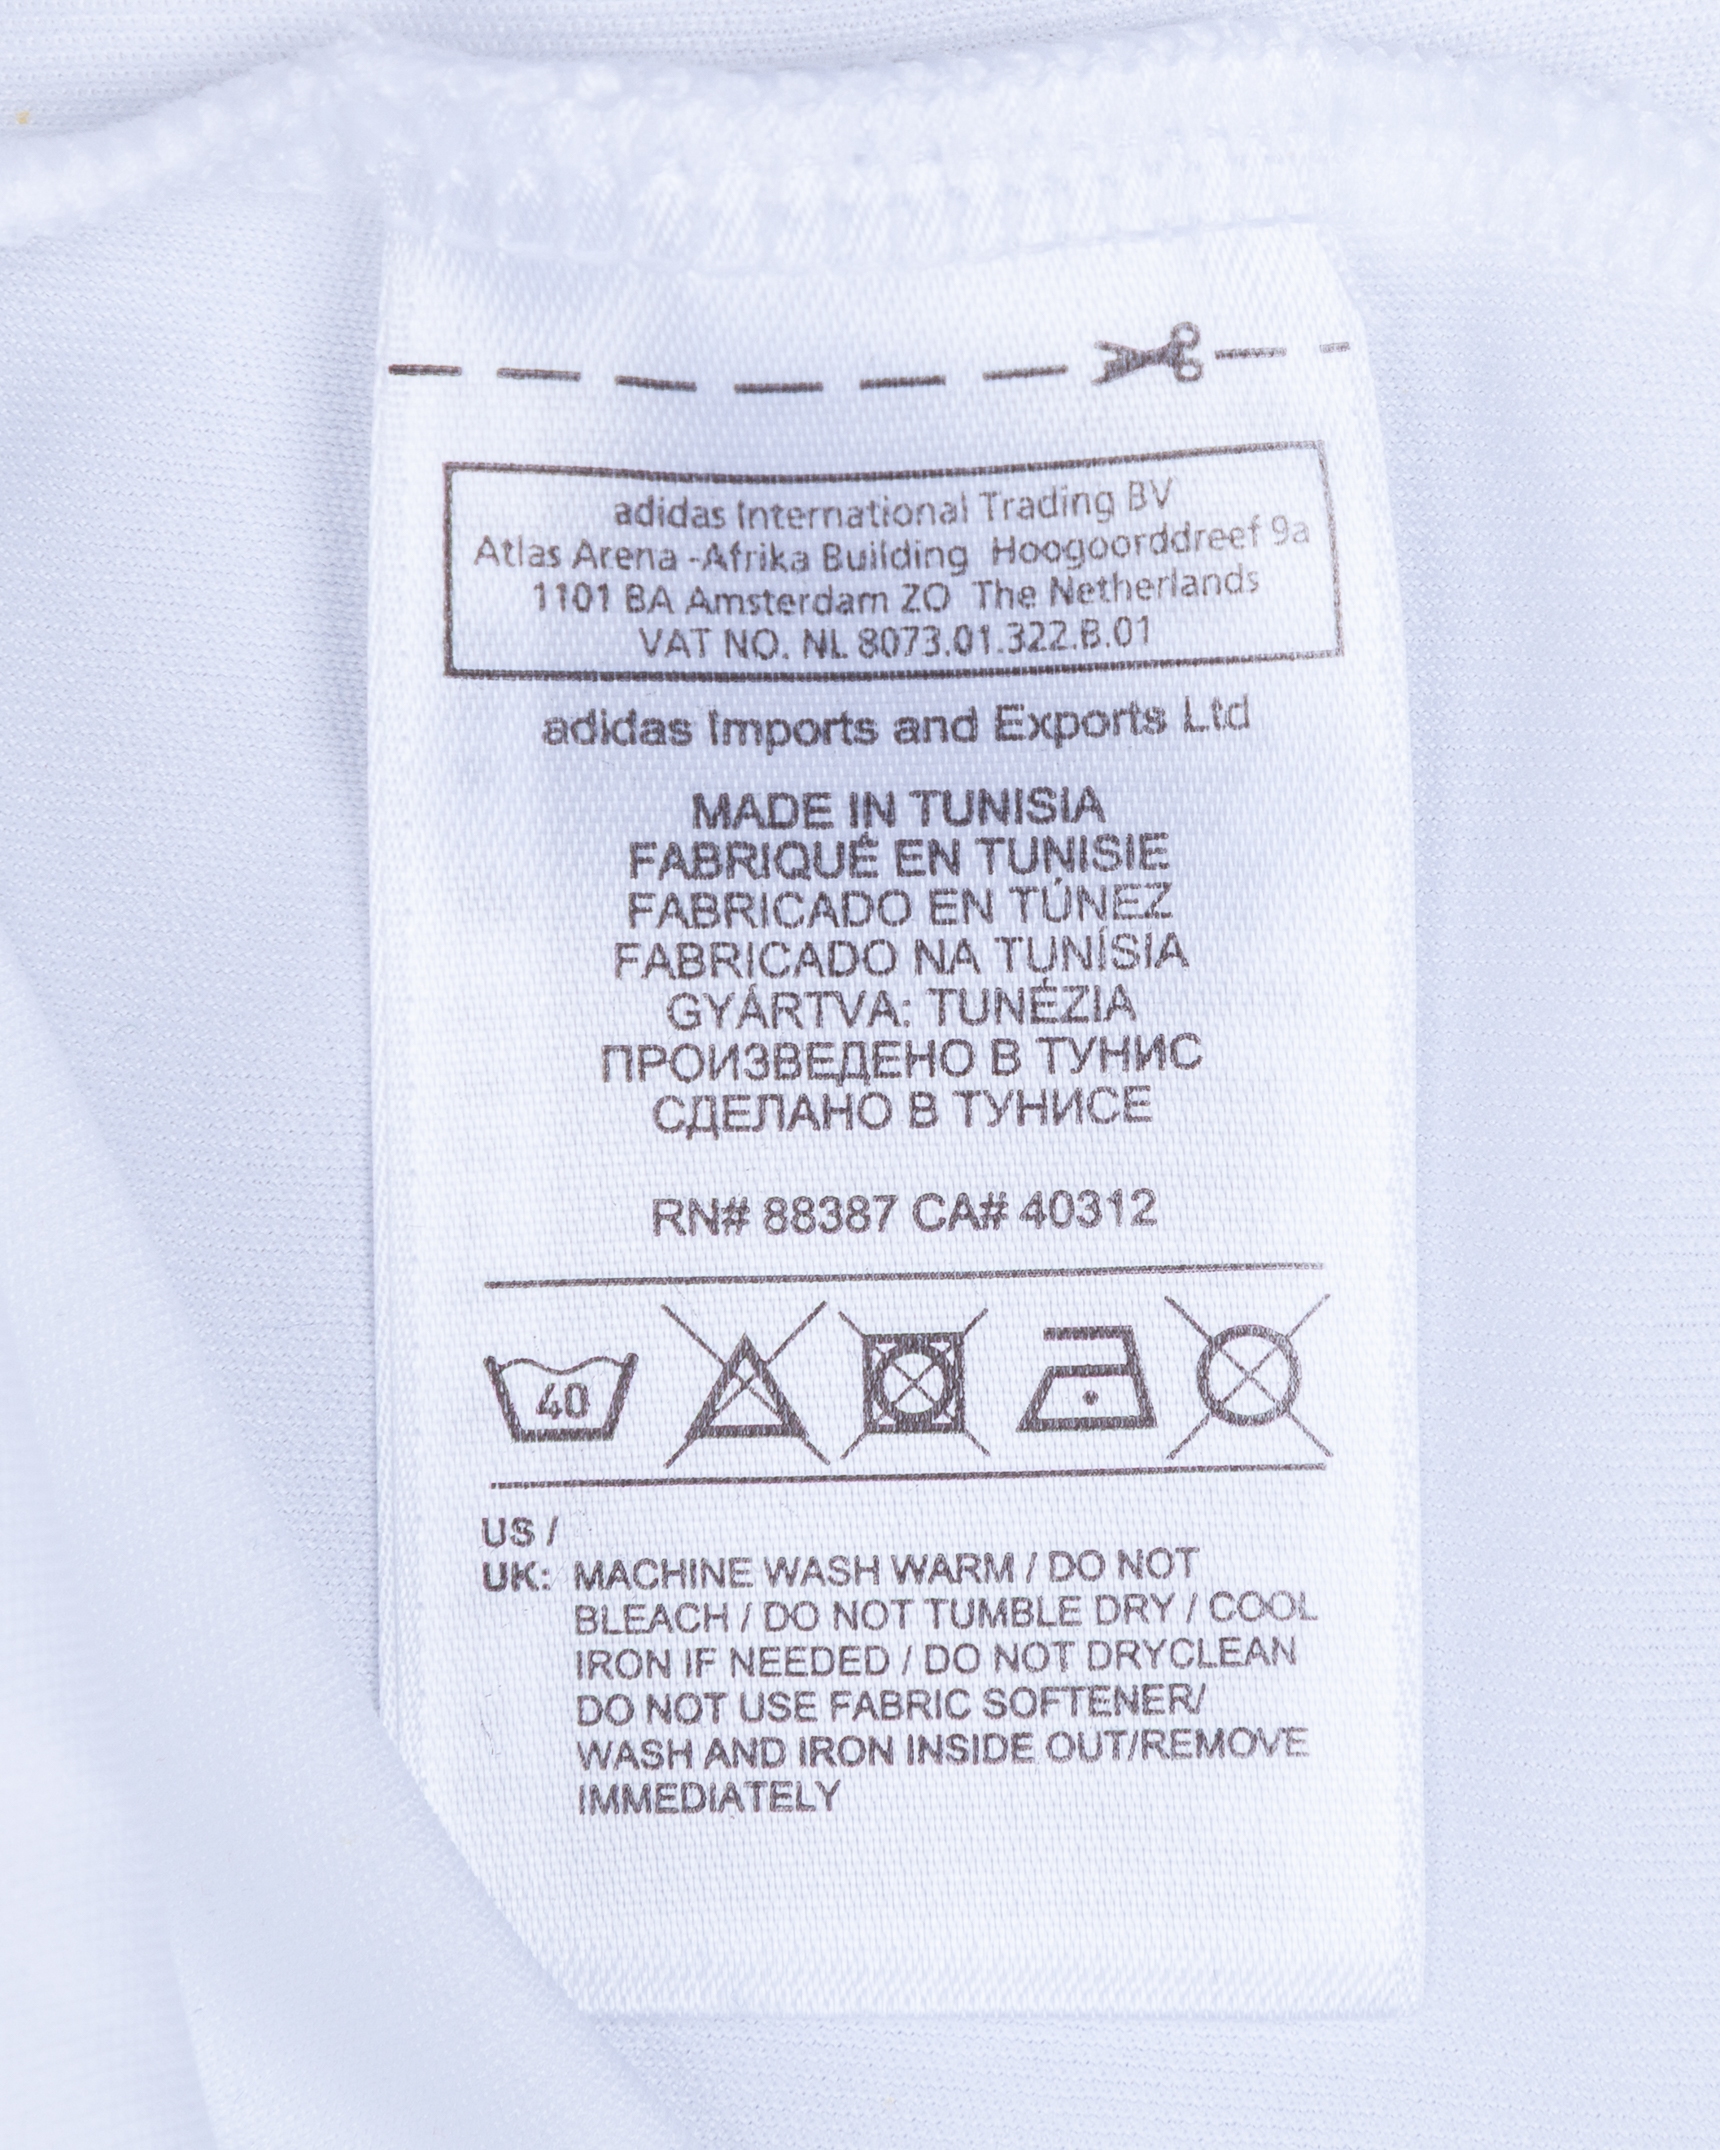 adidas International Trading BV
Atlas Arena -Afrika Building Hoogoorddreef 9a
1101 BA Amsterdam ZO The Netherlands
VAT NO. NL 8073.01.322.B.01
adidas Imports and Exports Ltd
MADE IN TUNISIA
FABRIQUÉ EN TUNISIE
FABRICADO EN TÚNEZ
FABRICADO NA TUNÍSIA
GYÁRTVA: TUNÉZIA
ПРОИЗВЕДЕНО В ТУНИС
СДЕЛАНО В ТУНИСЕ
RN# 88387 CA# 40312
40
US /
UK: MACHINE WASH WARM / DO NOT
BLEACH / DO NOT TUMBLE DRY / COOL
IRON IF NEEDED / DO NOT DRYCLEAN
DO NOT USE FABRIC SOFTENER/
WASH AND IRON INSIDE OUT/REMOVE
IMMEDIATELY